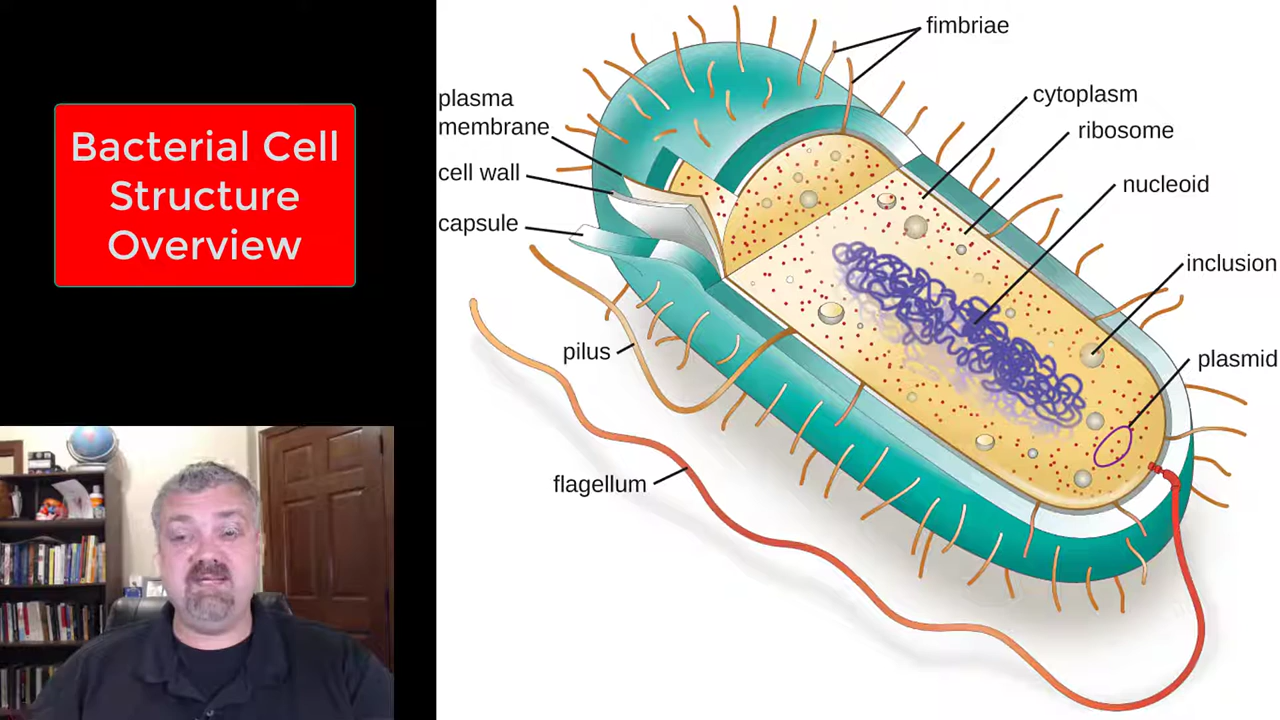 Bacterial Cell
Structure
Overview
fimbriae
plasma
membrane
cell wall
capsule
cytoplasm
ribosome
nucleoid
inclusion
plasmid
pilus
flagellum